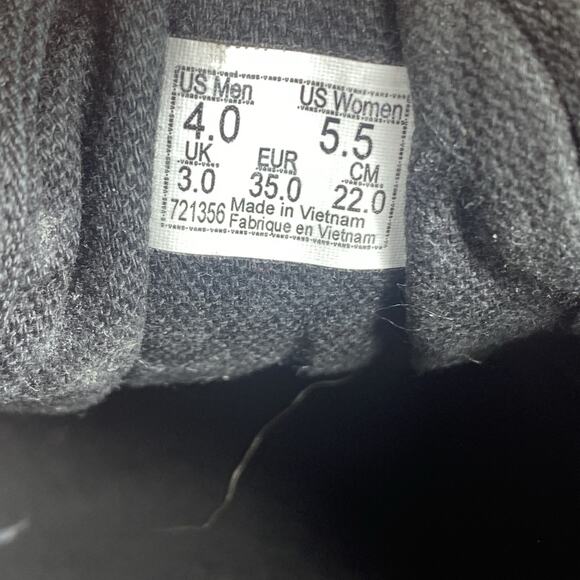 US Men US Women
4.0 5.5
UK EUR CM
3.0 35.0 22.0
721356 Made in Vietnam
Fabrique en Vietnam